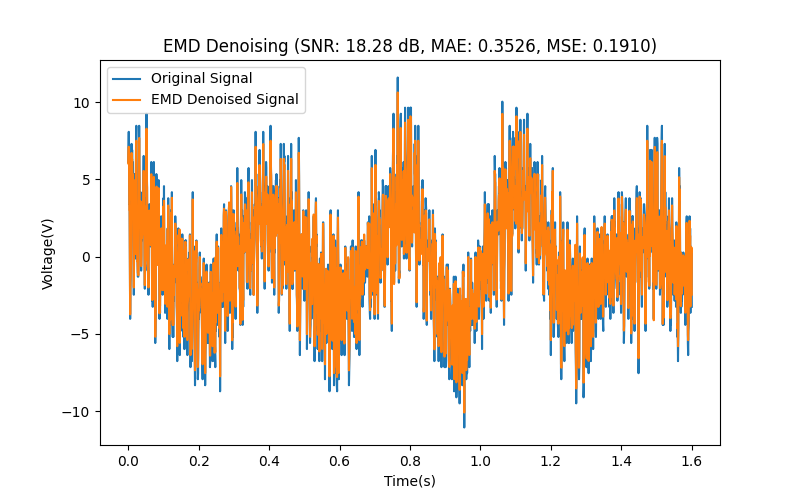 EMD Denoising (SNR: 18.28 dB, MAE: 0.3526, MSE: 0.1910)
Original Signal
EMD Denoised Signal
Voltage(V)
10
5
0
−5
−10
0.0 0.2 0.4 0.6 0.8 1.0 1.2 1.4 1.6
Time(s)